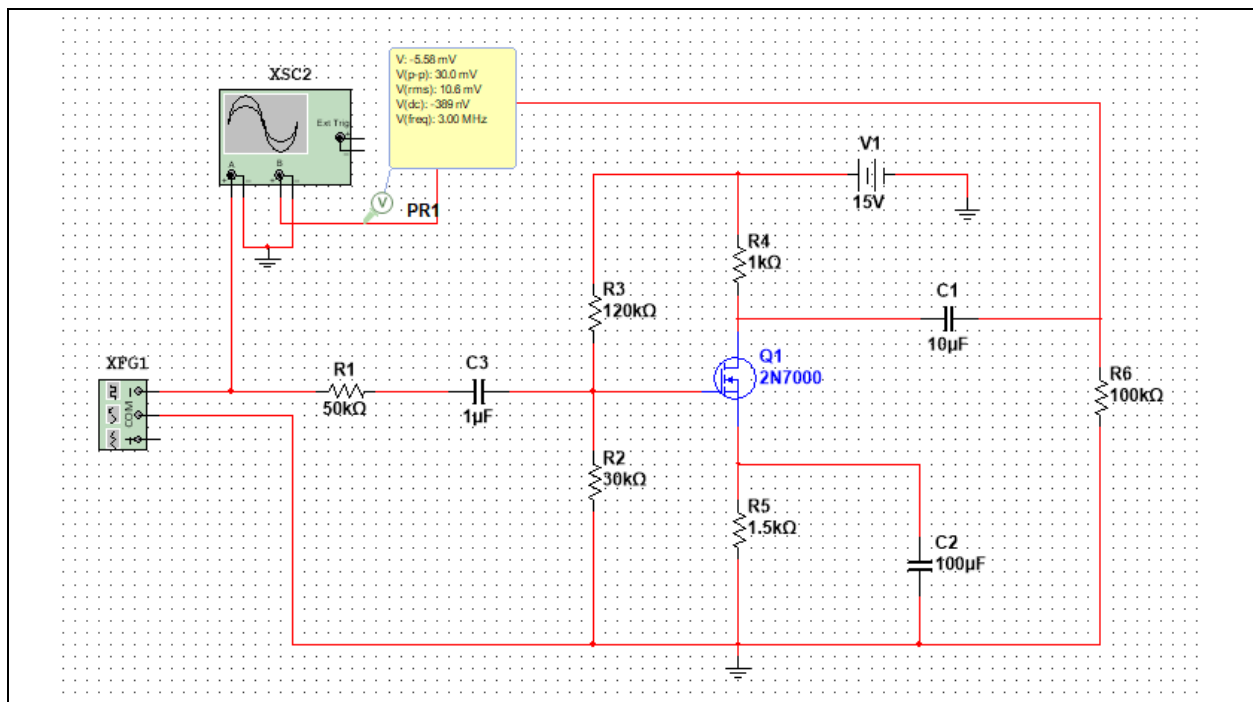 XSC2
V: -5.58 mV
V(p-p): 30.0 mV
V(rms): 10.6 mV
V(dc): -389 nV
V(freq): 3.00 MHz
Ext Trig
A
B
V
PR1
V1
15V
R4
1kΩ
R3
120kΩ
C1
10µF
XFG1
COM
R1
50kΩ
C3
1µF
Q1
2N7000
R6
100kΩ
R2
30kΩ
R5
1.5kΩ
C2
100µF